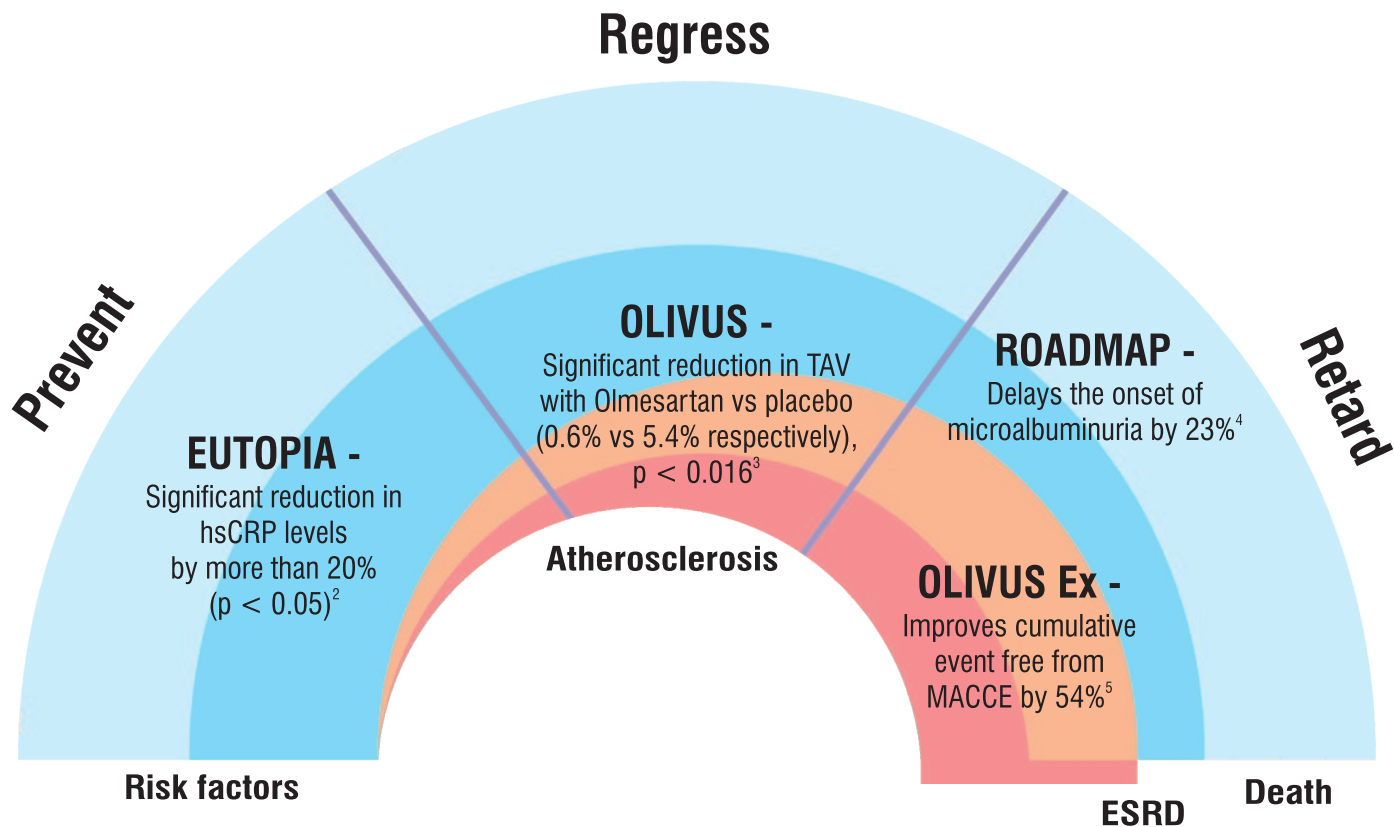 Regress
Prevent
Retard
EUTOPIA -
Significant reduction in
hsCRP levels
by more than 20%
(p < 0.05)²
OLIVUS -
Significant reduction in TAV
with Olmesartan vs placebo
(0.6% vs 5.4% respectively),
p < 0.016³
ROADMAP -
Delays the onset of
microalbuminuria by 23%⁴
OLIVUS Ex -
Improves cumulative
event free from
MACCE by 54%⁵
Atherosclerosis
Risk factors
ESRD
Death